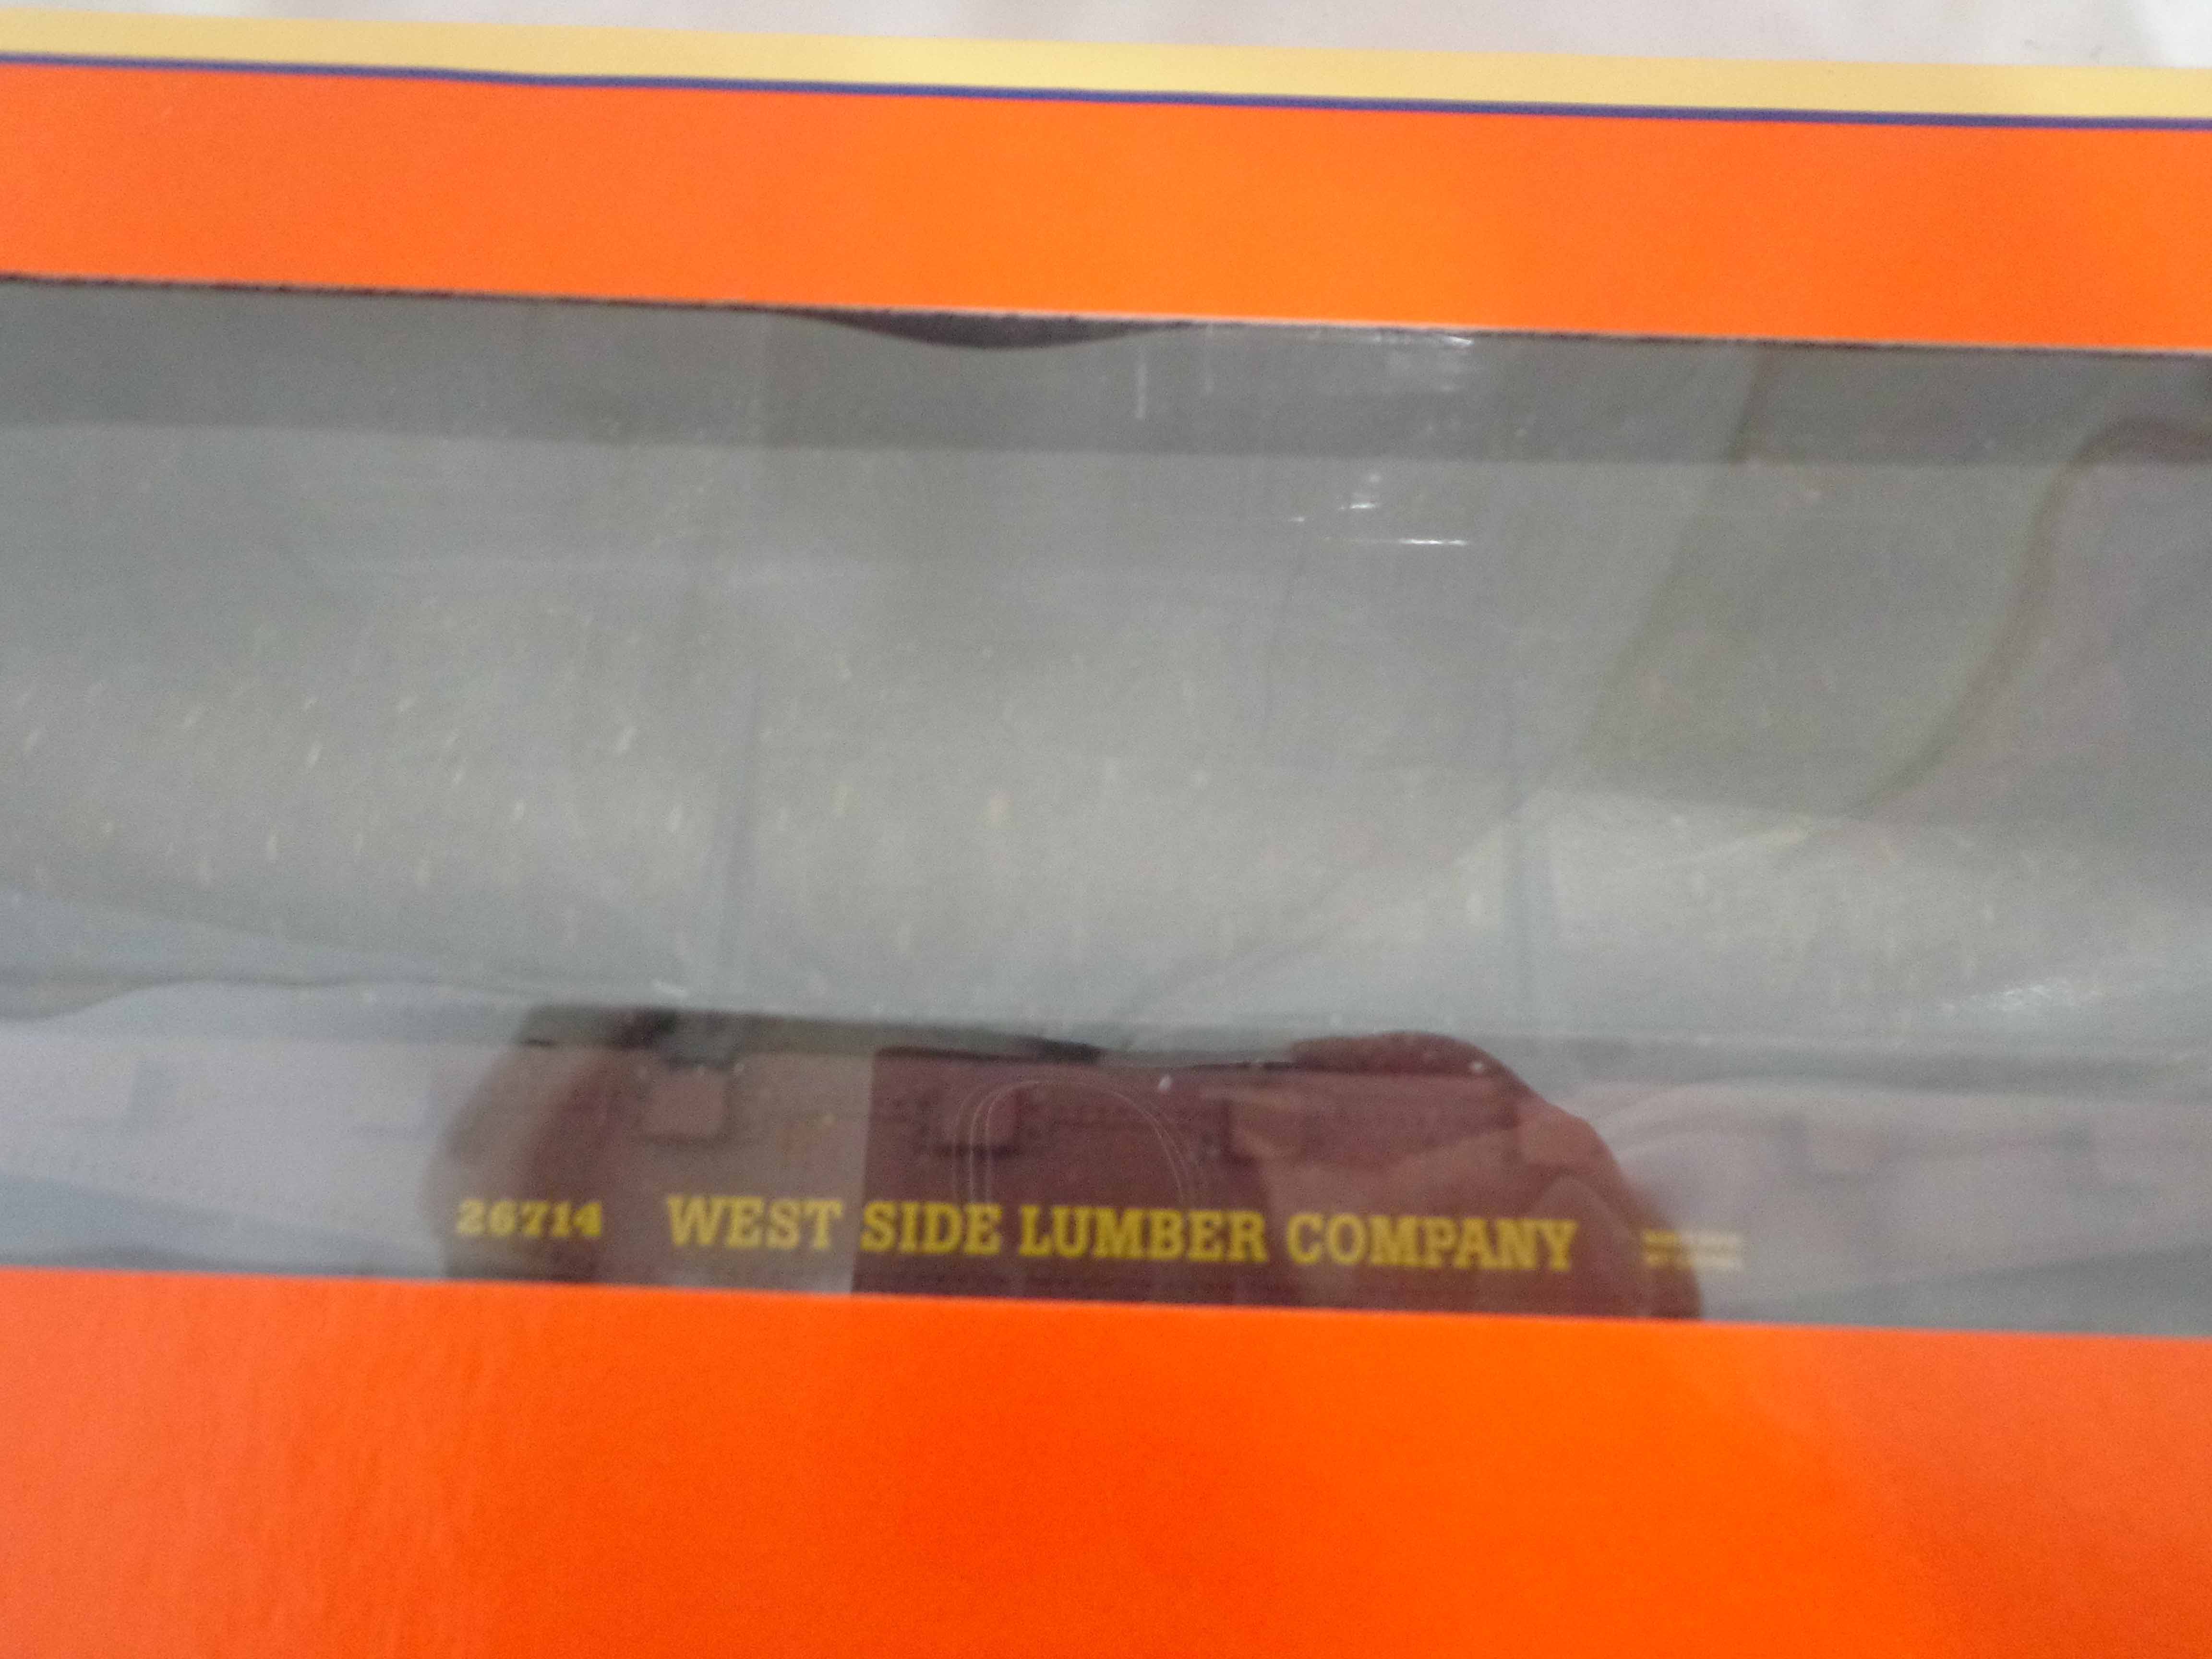 26714 WEST SIDE LUMBER COMPANY